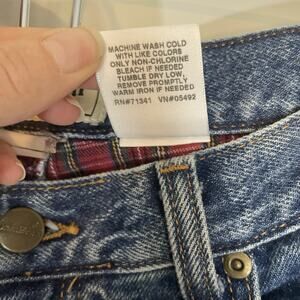 MACHINE WASH COLD
WITH LIKE COLORS
ONLY NON-CHLORINE
BLEACH IF NEEDED
TUMBLE DRY LOW,
REMOVE PROMPTLY
WARM IRON IF NEEDED
RN#71341 VN#05492